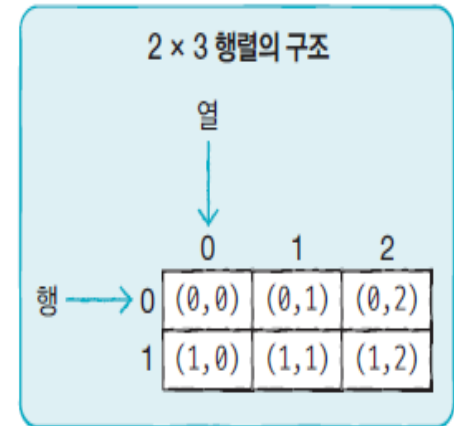 2 × 3 행렬의 구조
열
0 1 2
행 0 (0,0) (0,1) (0,2)
1 (1,0) (1,1) (1,2)